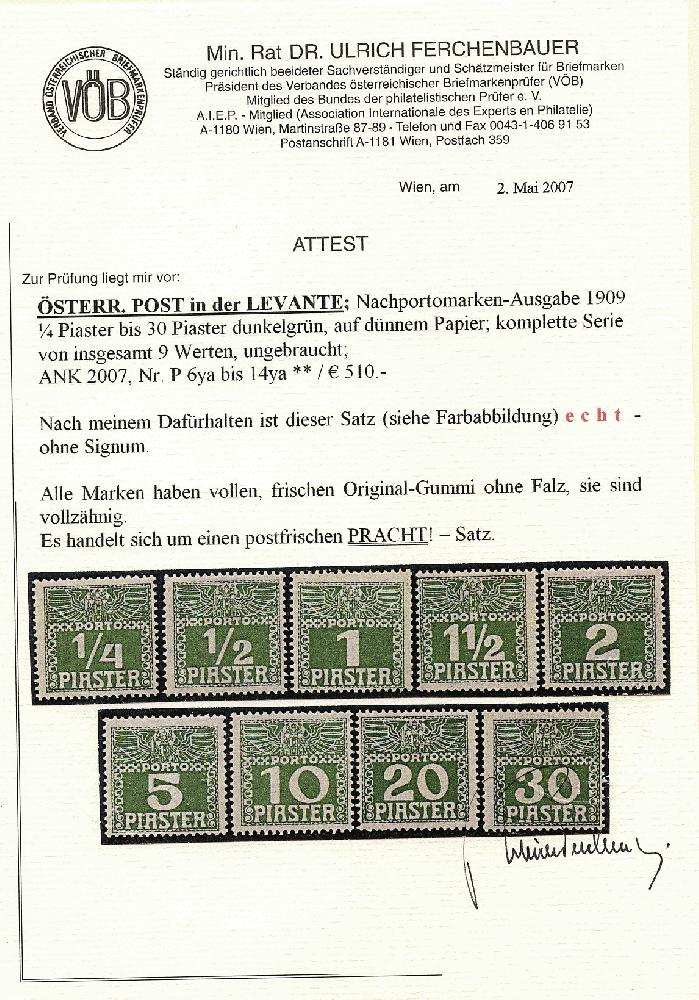 VERBAND ÖSTERREICHISCHER BRIEFMARKENPRÜFER
VÖB
Min. Rat DR. ULRICH FERCHENBAUER
Ständig gerichtlich beeideter Sachverständiger und Schätzmeister für Briefmarken
Präsident des Verbandes österreichischer Briefmarkenprüfer (VÖB)
Mitglied des Bundes der philatelistischen Prüfer e. V.
A.I.E.P. - Mitglied (Association Internationale des Experts en Philatelie)
A-1180 Wien, Martinstraße 87-89 - Telefon und Fax 0043-1-406 91 53
Postanschrift A-1181 Wien, Postfach 359
Wien, am 2. Mai 2007
ATTEST
Zur Prüfung liegt mir vor:
ÖSTERR. POST in der LEVANTE; Nachportomarken-Ausgabe 1909
¼ Piaster bis 30 Piaster dunkelgrün, auf dünnem Papier; komplette Serie
von insgesamt 9 Werten, ungebraucht;
ANK 2007, Nr. P 6ya bis 14ya ** / € 510.-
Nach meinem Dafürhalten ist dieser Satz (siehe Farbabbildung) e c h t -
ohne Signum.
Alle Marken haben vollen, frischen Original-Gummi ohne Falz, sie sind
vollzähnig.
Es handelt sich um einen postfrischen PRACHT! – Satz.
PORTO PORTO PORTO PORTO PORTO
1/4 1/2 1 1 1/2 2
PIASTER PIASTER PIASTER PIASTER PIASTER
PORTO PORTO PORTO PORTO
5 10 20 30
PIASTER PIASTER PIASTER PIASTER